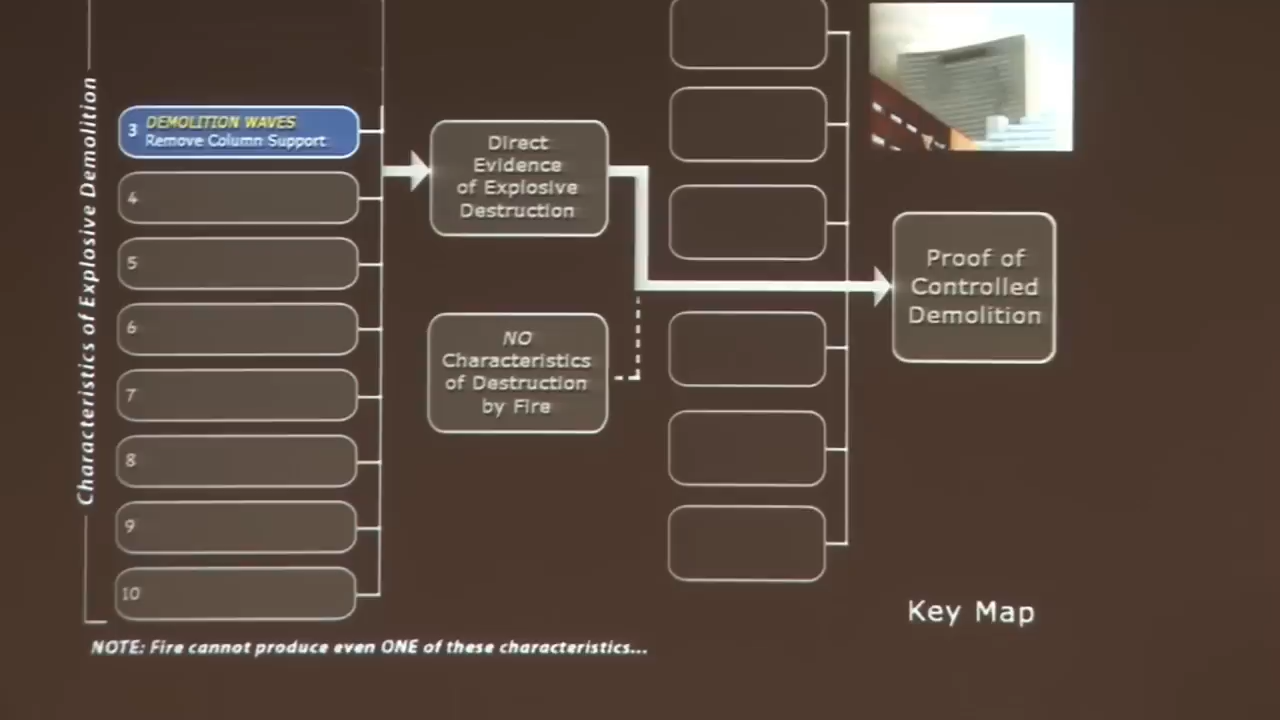 Characteristics of Explosive Demolition
3 DEMOLITION WAVES
Remove Column Support
4
5
6
7
8
9
10
Direct
Evidence
of Explosive
Destruction
NO
Characteristics
of Destruction
by Fire
Proof of
Controlled
Demolition
Key Map
NOTE: Fire cannot produce even ONE of these characteristics...